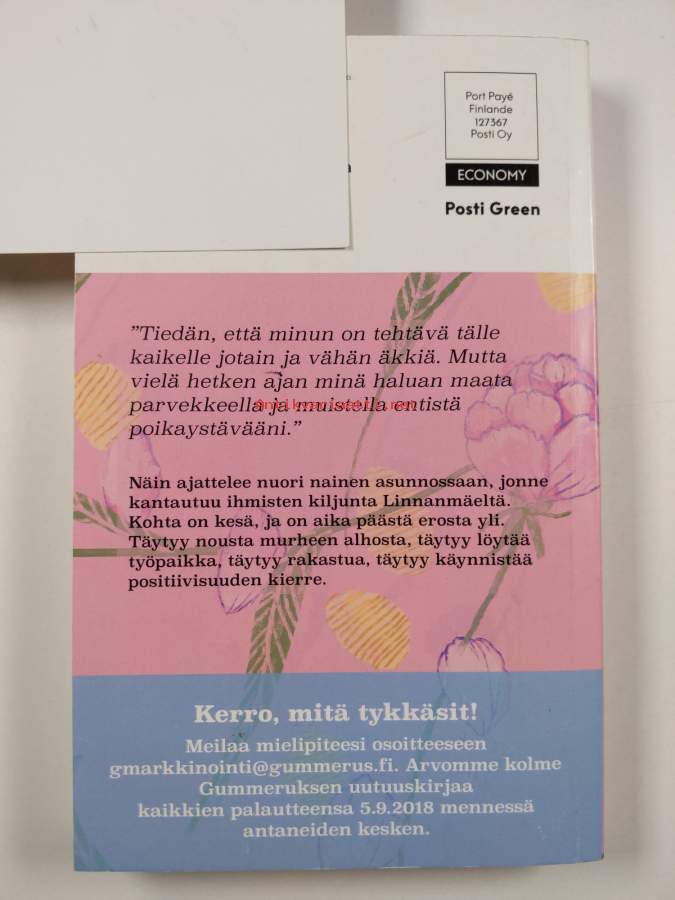 Port Payé
Finlande
127367
Posti Oy
ECONOMY
Posti Green
”Tiedän, että minun on tehtävä tälle
kaikelle jotain ja vähän äkkiä. Mutta
vielä hetken ajan minä haluan maata
parvekkeella ja muistella entistä
poikaystävääni.”
Antikvariaatti.net
Näin ajattelee nuori nainen asunnossaan, jonne
kantautuu ihmisten kiljunta Linnanmäeltä.
Kohta on kesä, ja on aika päästä erosta yli.
Täytyy nousta murheen alhosta, täytyy löytää
työpaikka, täytyy rakastua, täytyy käynnistää
positiivisuuden kierre.
Kerro, mitä tykkäsit!
Meilaa mielipiteesi osoitteeseen
gmarkkinointi@gummerus.fi. Arvomme kolme
Gummeruksen uutuuskirjaa
kaikkien palautteensa 5.9.2018 mennessä
antaneiden kesken.